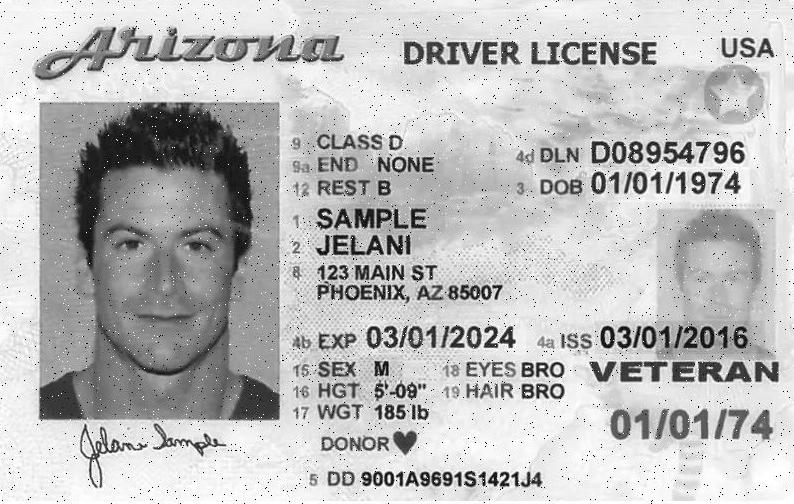 Arizona DRIVER LICENSE USA
9 CLASS D
9a END NONE
4d DLN D08954796
12 REST B
3 DOB 01/01/1974
1 SAMPLE
2 JELANI
8 123 MAIN ST
PHOENIX, AZ 85007
4b EXP 03/01/2024 4a ISS 03/01/2016
15 SEX M 18 EYES BRO VETERAN
16 HGT 5'-09" 19 HAIR BRO
17 WGT 185 lb 01/01/74
Jelani Sample
DONOR
5 DD 9001A9691S1421J4